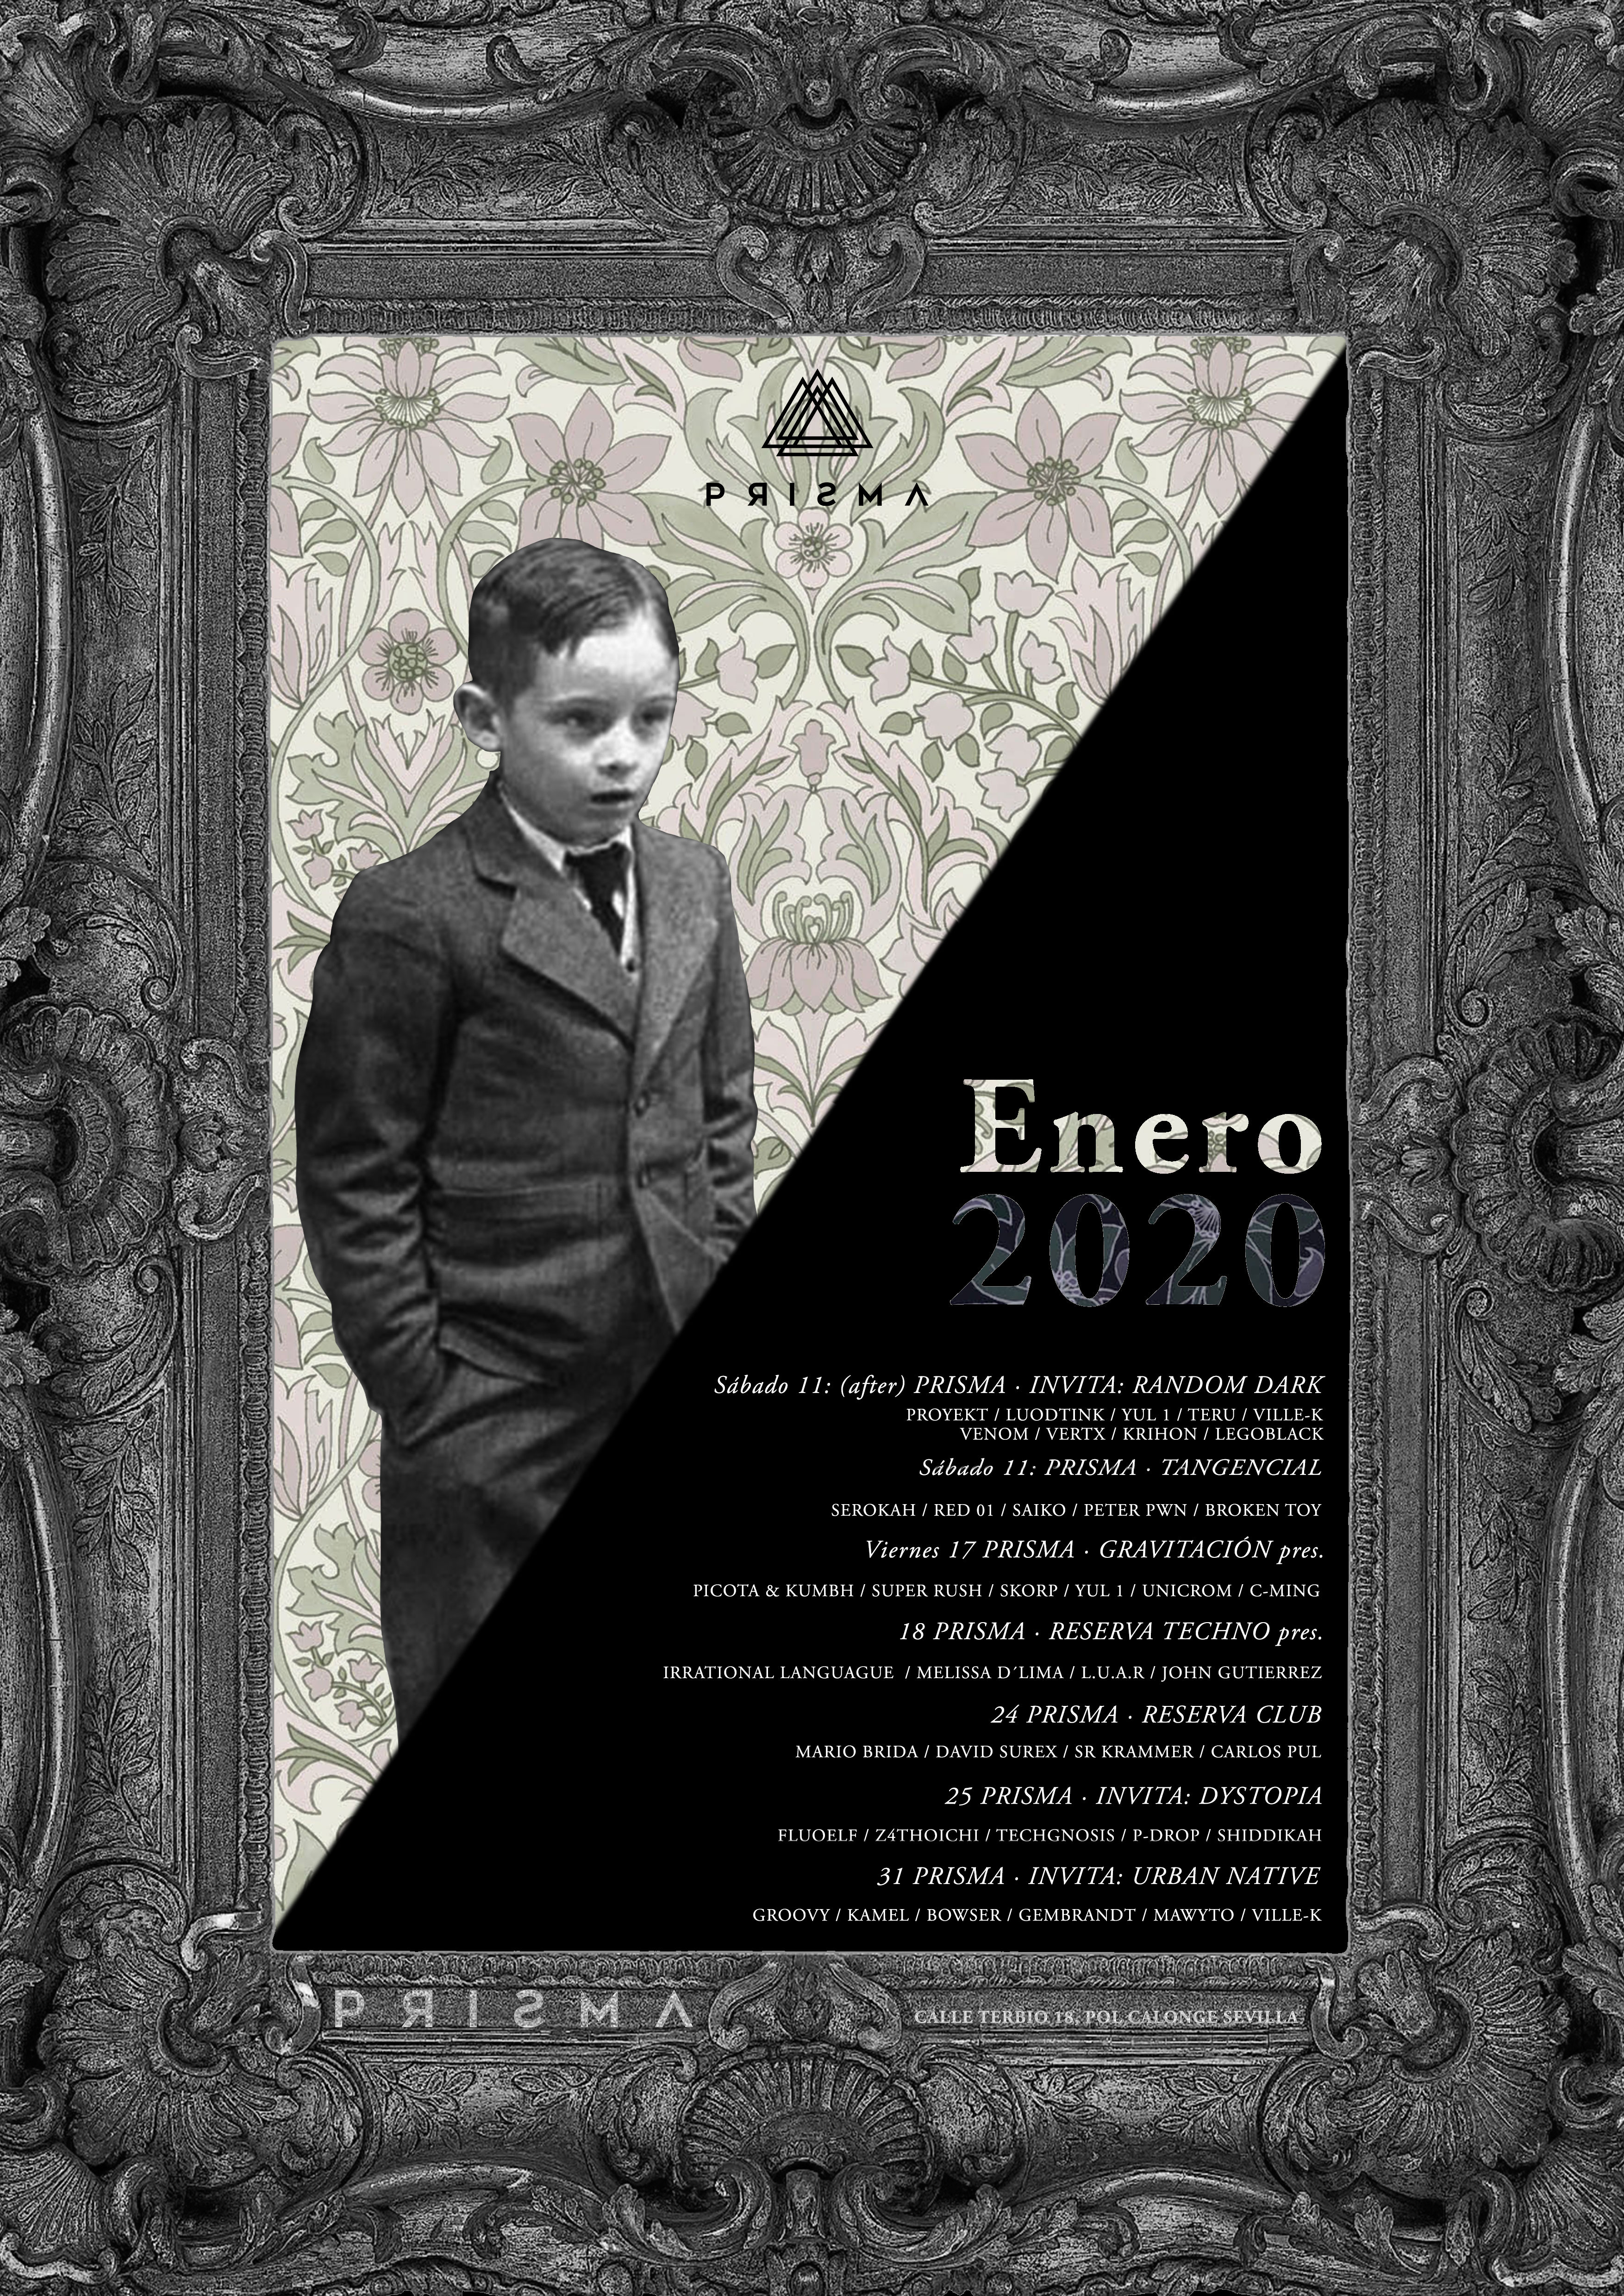 PRISMA
Enero
2020
Sábado 11: (after) PRISMA · INVITA: RANDOM DARK
PROYEKT / LUODTINK / YUL 1 / TERU / VILLE-K
VENOM / VERTX / KRIHON / LEGOBLACK
Sábado 11: PRISMA · TANGENCIAL
SEROKAH / RED 01 / SAIKO / PETER PWN / BROKEN TOY
Viernes 17 PRISMA · GRAVITACIÓN pres.
PICOTA & KUMBH / SUPER RUSH / SKORP / YUL 1 / UNICROM / C-MING
18 PRISMA · RESERVA TECHNO pres.
IRRATIONAL LANGUAGUE / MELISSA D´LIMA / L.U.A.R / JOHN GUTIERREZ
24 PRISMA · RESERVA CLUB
MARIO BRIDA / DAVID SUREX / SR KRAMMER / CARLOS PUL
25 PRISMA · INVITA: DYSTOPIA
FLUOELF / Z4THOICHI / TECHGNOSIS / P-DROP / SHIDDIKAH
31 PRISMA · INVITA: URBAN NATIVE
GROOVY / KAMEL / BOWSER / GEMBRANDT / MAWYTO / VILLE-K
PRISMA
CALLE TERBIO 18, POL CALONGE SEVILLA.